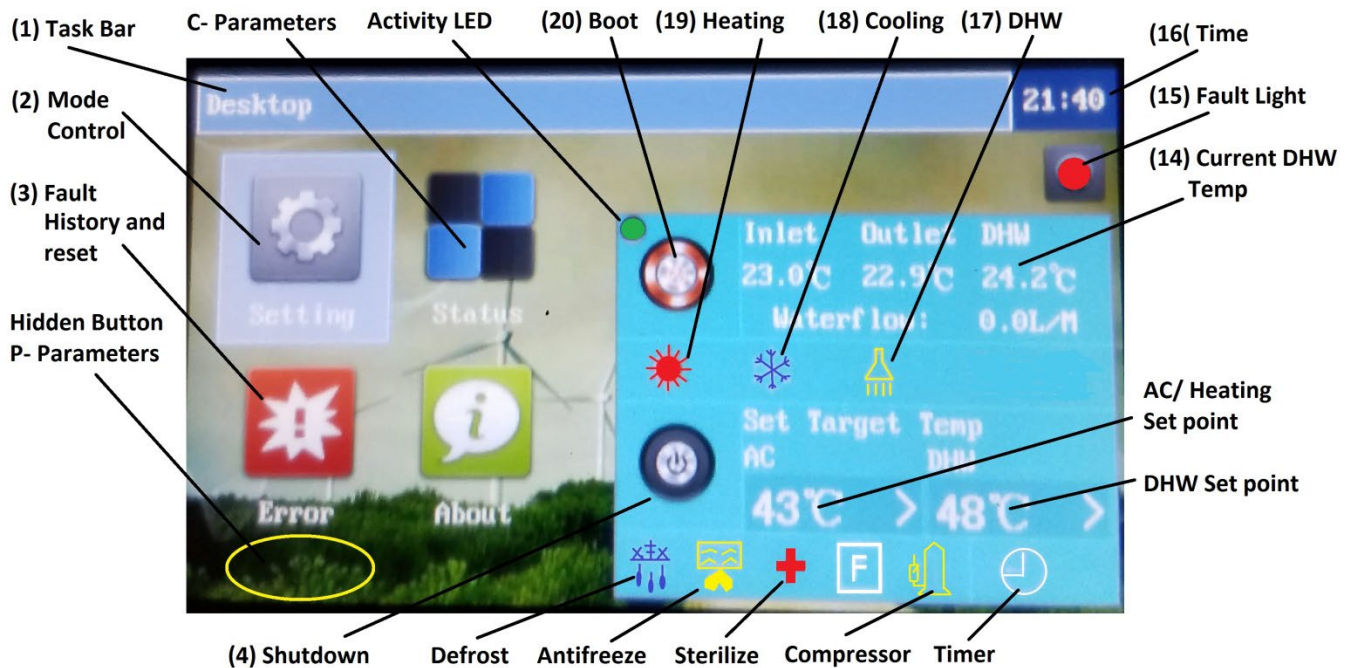 (1) Task Bar
C- Parameters
Activity LED
(20) Boot
(19) Heating
(18) Cooling
(17) DHW
(16( Time
(2) Mode
Control
(3) Fault
History and
reset
Hidden Button
P- Parameters
Desktop
21:40
(15) Fault Light
(14) Current DHW
Temp
Setting
Status
Error
About
Inlet Outlet DHW
23.0℃ 22.9℃ 24.2℃
Waterflow: 0.0L/M
Set Target Temp
AC DHW
43℃ > 48℃ >
F
AC/ Heating
Set point
DHW Set point
(4) Shutdown
Defrost
Antifreeze
Sterilize
Compressor
Timer